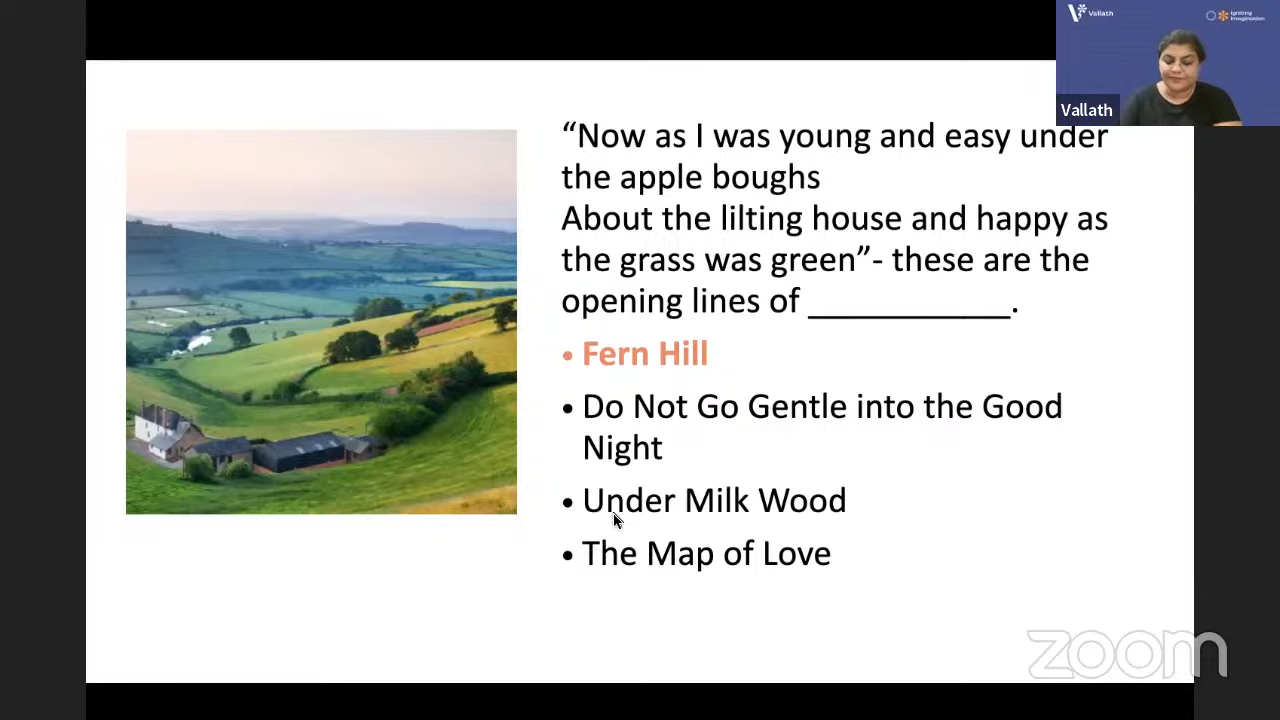 Vallath
Igniting
Imagination
Vallath
“Now as I was young and easy under
the apple boughs
About the lilting house and happy as
the grass was green”- these are the
opening lines of ____________.
• Fern Hill
• Do Not Go Gentle into the Good
Night
• Under Milk Wood
• The Map of Love
zoom